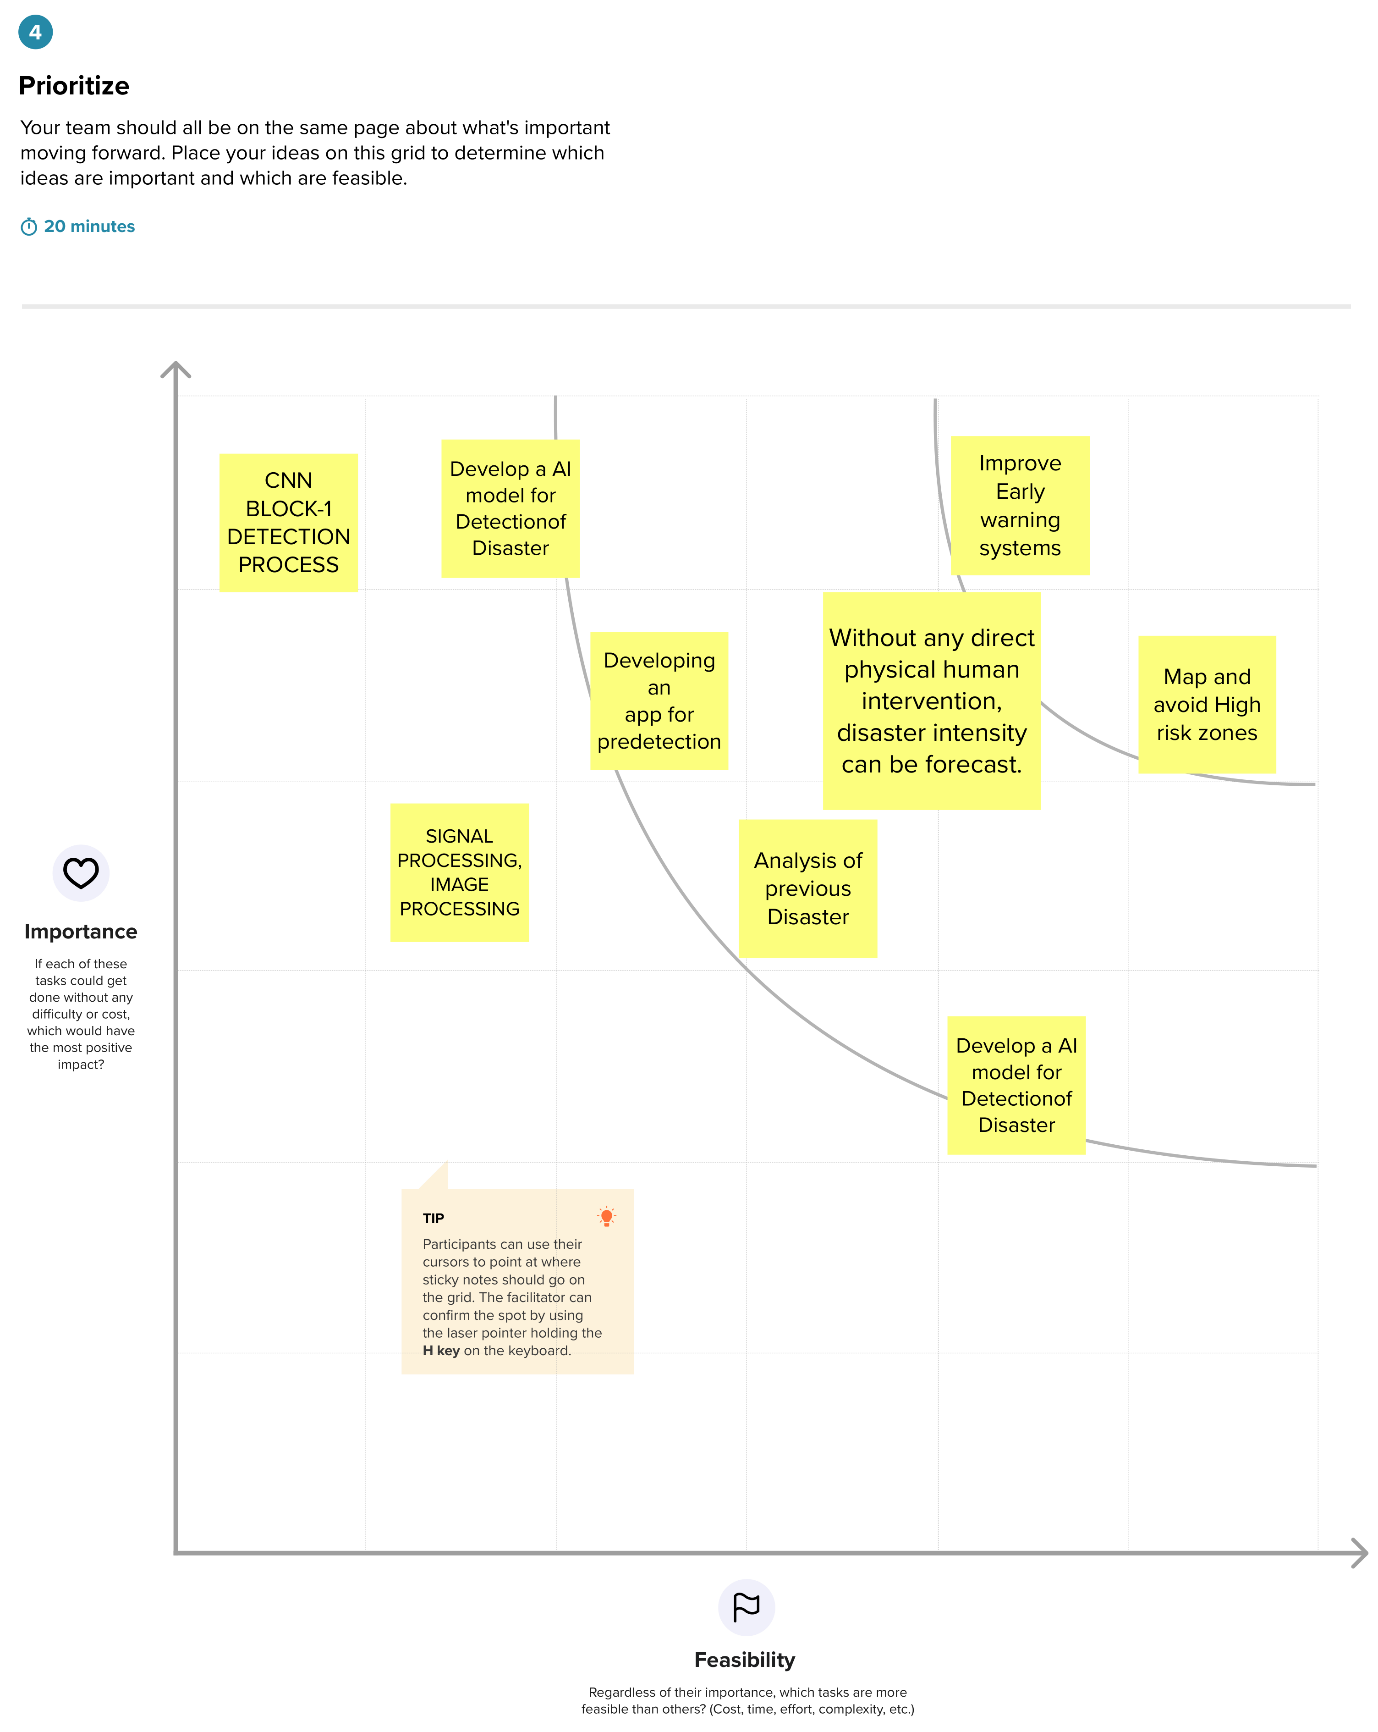 4
Prioritize
Your team should all be on the same page about what's important
moving forward. Place your ideas on this grid to determine which
ideas are important and which are feasible.
20 minutes
CNN
BLOCK-1
DETECTION
PROCESS
Develop a AI
model for
Detectionof
Disaster
Improve
Early
warning
systems
Developing
an
app for
predetection
Without any direct
physical human
intervention,
disaster intensity
can be forecast.
Map and
avoid High
risk zones
SIGNAL
PROCESSING,
IMAGE
PROCESSING
Analysis of
previous
Disaster
Importance
If each of these
tasks could get
done without any
difficulty or cost,
which would have
the most positive
impact?
Develop a AI
model for
Detectionof
Disaster
TIP
Participants can use their
cursors to point at where
sticky notes should go on
the grid. The facilitator can
confirm the spot by using
the laser pointer holding the
H key on the keyboard.
Feasibility
Regardless of their importance, which tasks are more
feasible than others? (Cost, time, effort, complexity, etc.)